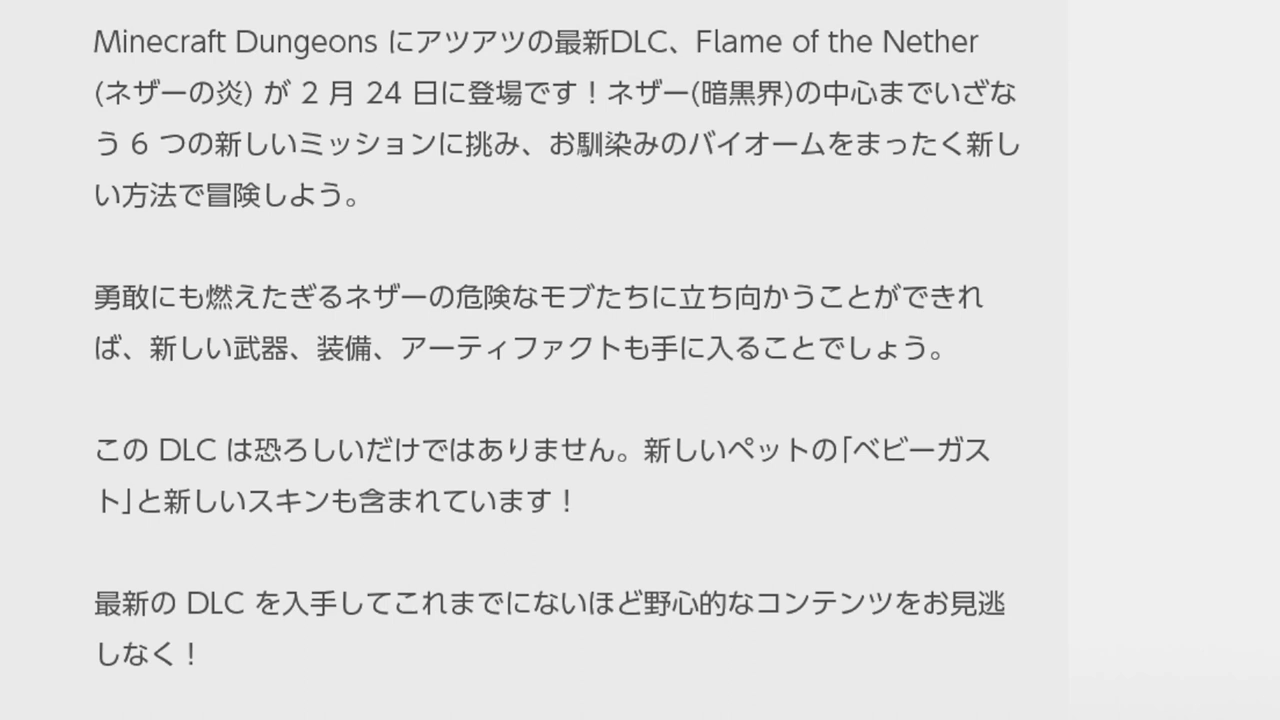 Minecraft Dungeons にアツアツの最新DLC、Flame of the Nether
(ネザーの炎) が 2 月 24 日に登場です！ネザー(暗黒界)の中心までいざな
う 6 つの新しいミッションに挑み、お馴染みのバイオームをまったく新し
い方法で冒険しよう。
勇敢にも燃えたぎるネザーの危険なモブたちに立ち向かうことができれ
ば、新しい武器、装備、アーティファクトも手に入ることでしょう。
この DLC は恐ろしいだけではありません。新しいペットの｢ベビーガス
ト｣と新しいスキンも含まれています！
最新の DLC を入手してこれまでにないほど野心的なコンテンツをお見逃
しなく！